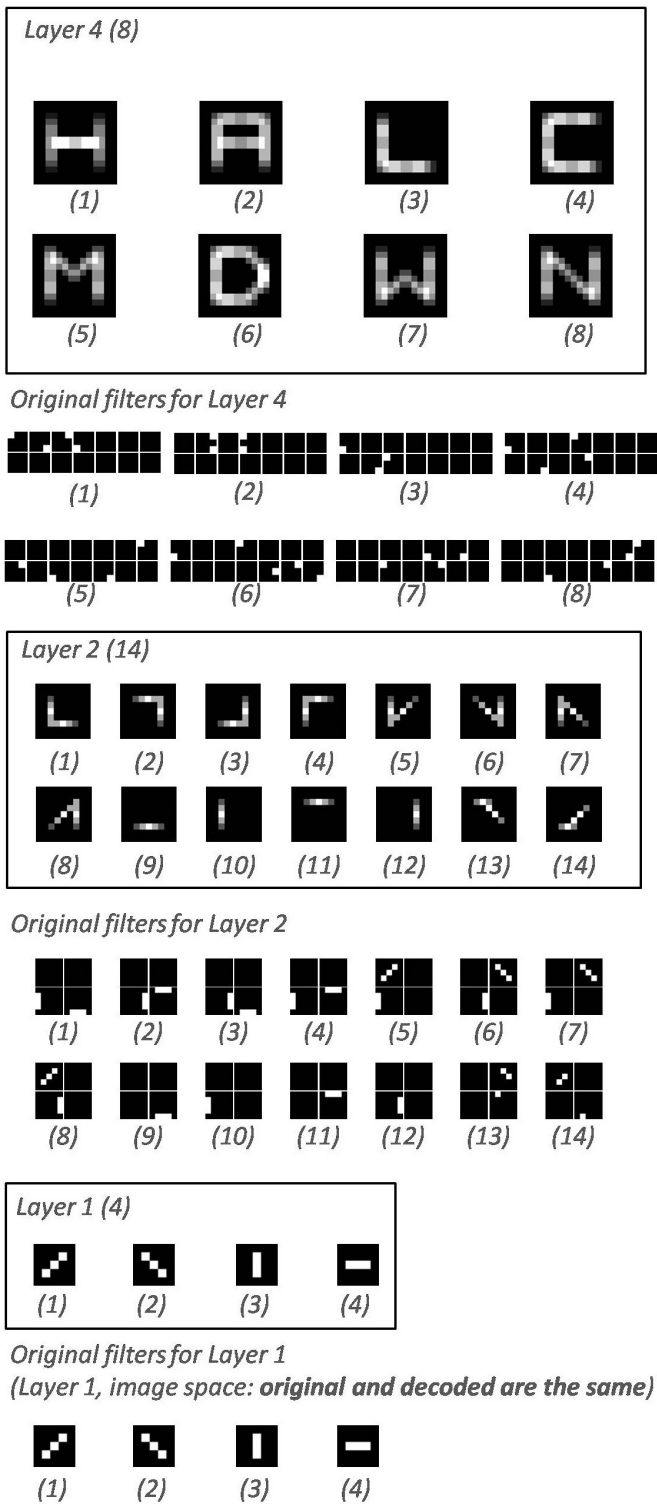 Layer 4 (8)
(1) (2) (3) (4)
(5) (6) (7) (8)
Original filters for Layer 4
(1) (2) (3) (4)
(5) (6) (7) (8)
Layer 2 (14)
(1) (2) (3) (4) (5) (6) (7)
(8) (9) (10) (11) (12) (13) (14)
Original filters for Layer 2
(1) (2) (3) (4) (5) (6) (7)
(8) (9) (10) (11) (12) (13) (14)
Layer 1 (4)
(1) (2) (3) (4)
Original filters for Layer 1
(Layer 1, image space: original and decoded are the same)
(1) (2) (3) (4)